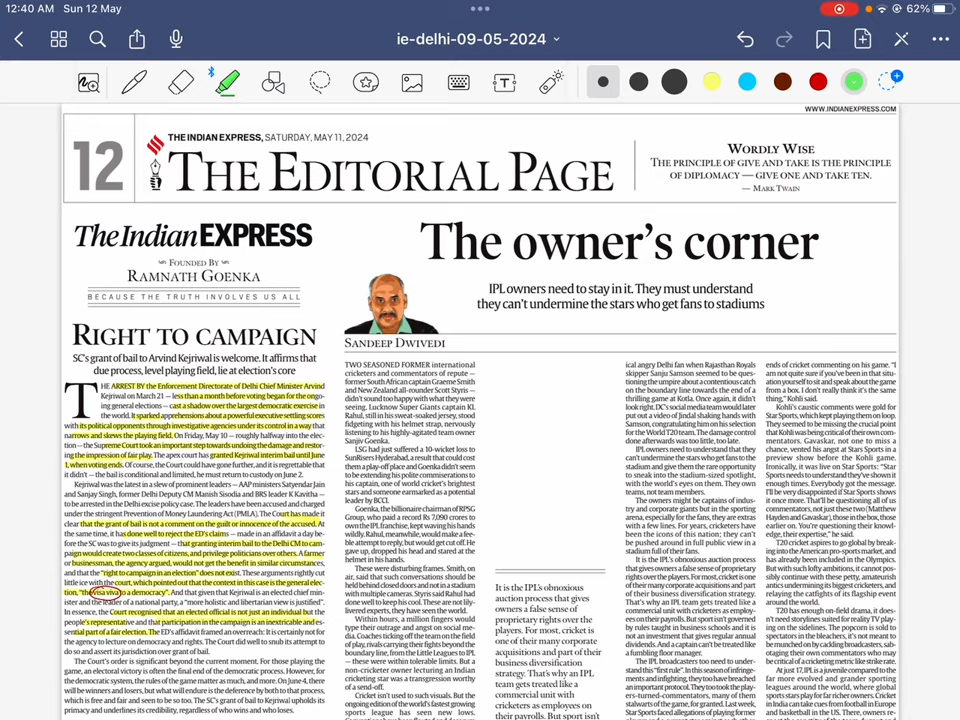 12:40 AM Sun 12 May
62%
ie-delhi-09-05-2024
WWW.INDIANEXPRESS.COM
12
THE INDIAN EXPRESS, SATURDAY, MAY 11, 2024
THE EDITORIAL PAGE
WORDLY WISE
THE PRINCIPLE OF GIVE AND TAKE IS THE PRINCIPLE
OF DIPLOMACY — GIVE ONE AND TAKE TEN.
— MARK TWAIN
The Indian EXPRESS
FOUNDED BY
RAMNATH GOENKA
BECAUSE THE TRUTH INVOLVES US ALL
RIGHT TO CAMPAIGN
SC's grant of bail to Arvind Kejriwal is welcome. It affirms that
due process, level playing field, lie at election's core
THE ARREST BY the Enforcement Directorate of Delhi Chief Minister Arvind
Kejriwal on March 21 — less than a month before voting began for the ongo-
ing general elections — cast a shadow over the largest democratic exercise in
the world. It sparked apprehensions about a powerful executive settling scores
with its political opponents through investigative agencies under its control in a way that
narrows and skews the playing field. On Friday, May 10 — roughly halfway into the elec-
tion — the Supreme Court took an important step towards undoing the damage and restor-
ing the impression of fair play. The apex court has granted Kejriwal interim bail until June
1, when voting ends. Of course, the Court could have gone further, and it is regrettable that
it didn't — the bail is conditional and limited. He must return to custody on June 2.
Kejriwal was the latest in a slew of prominent leaders — AAP ministers Satyendar Jain
and Sanjay Singh, former Delhi Deputy CM Manish Sisodia and BRS leader K Kavitha —
to be arrested in the Delhi excise policy case. The leaders have been accused and charged
under the stringent Prevention of Money Laundering Act (PMLA). The Court has made it
clear that the grant of bail is not a comment on the guilt or innocence of the accused. At
the same time, it has done well to reject the ED's claims — made in an affidavit a day be-
fore the SC was to give its judgment — that granting interim bail to the Delhi CM to cam-
paign would create two classes of citizens, and privilege politicians over others. A farmer
or businessman, the agency argued, would not get the benefit in similar circumstances,
and that the "right to campaign in an election" does not exist. These arguments rightly cut
little ice with the court, which pointed out that the context in this case is the general elec-
tion, "the visa viva to a democracy". And that given that Kejriwal is an elected chief min-
ister and the leader of a national party, a "more holistic and libertarian view is justified".
In essence, the Court recognised that an elected official is not just an individual but the
people's representative and that participation in the campaign is an inextricable and es-
sential part of a fair election. The ED's affidavit framed an overreach: It is certainly not for
the agency to lecture on democracy and rights. The Court did well to snub its attempt to
do so and assert its jurisdiction over grant of bail.
The Court's order is significant beyond the current moment. For those playing the
game, an electoral victory is often the final end of the democratic process. However, for
the democratic system, the rules of the game matter as much, and more. On June 4, there
will be winners and losers, but what will endure is the deference by both to that process,
which is free and fair and seen to be so too. The SC's grant of bail to Kejriwal upholds its
primacy and underlines its credibility, regardless of who wins and who loses.
The owner's corner
IPL owners need to stay in it. They must understand
they can't undermine the stars who get fans to stadiums
SANDEEP DWIVEDI
TWO SEASONED FORMER international
cricketers and commentators of repute —
former South African captain Graeme Smith
and New Zealand all-rounder Scott Styris —
didn't sound too happy with what they were
seeing. Lucknow Super Giants captain KL
Rahul, still in his sweat-soaked jersey, stood
fidgeting with his helmet strap, nervously
listening to his highly-agitated team owner
Sanjiv Goenka.
LSG had just suffered a 10-wicket loss to
SunRisers Hyderabad, a result that could cost
them a play-off place and Goenka didn't seem
to be extending his polite commiserations to
his captain, one of world cricket's brightest
stars and someone earmarked as a potential
leader by BCCI.
Goenka, the billionaire chairman of RPSG
Group, who paid a record Rs 7,090 crores to
own the IPL franchise, kept waving his hands
wildly. Rahul, meanwhile, would make a fee-
ble attempt to reply, but would get cut off. He
gave up, dropped his head and stared at the
helmet in his hands.
These were disturbing frames. Smith, on
air, said that such conversations should be
held behind closed doors and not in a stadium
with multiple cameras. Styris said Rahul had
done well to keep his cool. These are not lily-
livered experts, they have seen the world.
Within hours, a million fingers would
type their outrage and angst on social me-
dia. Coaches ticking off the team on the field
of play, rivals carrying their fights beyond the
boundary line, from the Little Leagues to IPL
— these were within tolerable limits. But a
non-cricketer owner lecturing an Indian
cricketing star was a transgression worthy
of a send-off.
Cricket isn't used to such visuals. But the
ongoing edition of the world's fastest growing
sports league has seen new lows.
It is the IPL's obnoxious
action that gives
owners a false sense of
proprietary rights over the
players. For most, cricket is
one of their many corporate
acquisitions and part of
their business
diversification
strategy. That's why an IPL
team gets treated like a
commercial unit with
cricketers as employees
on their payrolls. But sport isn't
ical angry Delhi fan when Rajasthan Royals
skipper Sanju Samson seemed to be ques-
tioning the umpire about a contentious catch
on the boundary line towards the end of
a thrilling game at Kotla. Once again, it didn't
look right. DC's social media team would later
put out a video of Jindal shaking hands with
Samson, congratulating him on his selection
for the World T20 team. The damage control
done afterwards was too little, too late.
IPL owners need to understand that they
can't undermine the stars who get fans to the
stadium and give them the rare opportunity
to sneak into the stadium-sized spotlight,
with the world's eyes on them. They own
teams, not team members.
The owners might be captains of indus-
try and corporate giants but in the sporting
arena, especially for the fans, they are extras
with a few lines. For years, cricketers have
been the icons of this nation; they can't be
pushed around in full public view in a
stadium full of their fans.
It is the IPL's obnoxious auction process
that gives owners a false sense of proprietary
rights over the players. For most, cricket is one
of their many corporate acquisitions and part
of their business diversification strategy.
That's why an IPL team gets treated like a
commercial unit with cricketers as employ-
ees on their payrolls. But sport isn't governed
by rules taught in business schools and it is
not an investment that gives regular annual
dividends. And a captain can't be treated like
a fumbling floor manager.
The IPL broadcasters too need to under-
stand this "first rule". In this season of infringe-
ments and infighting, they too have breached
an important protocol. They too took the play-
ers-turned-commentators, many of them
stalwarts of the game, for granted. Last week,
Star Sports faced allegations of playing former
ends of cricket commenting on his game. "I
am not quite sure if you've been in that situ-
ation yourself to sit and speak about the game
from a box. I don't really think it's the same
thing," Kohli said.
Kohli's caustic comments were gold for
Star Sports, which kept playing them on loop.
They seemed to be missing the crucial point
that Kohli was being critical of their own com-
mentators. Gavaskar, not one to miss a
chance, vented his angst at Star Sports in a
preview show before the Kohli game.
Ironically, it was live on Star Sports: "Star
Sports needs to understand they've shown it
enough times. Everybody got the message.
I'll be very disappointed if Star Sports shows
it once more. That'll be questioning all of us
commentators, not just these two (Matthew
Hayden and Gavaskar), those in the box, those
earlier on. You're questioning their knowl-
edge, their expertise," he said.
T20 cricket aspires to go global by break-
ing into the American pro-sports market, and
has already been included in the Olympics.
But with such lofty ambitions, it cannot pos-
sibly continue with these petty, amateurish
antics undermining its biggest cricketers, and
relaying the catfights of its flagship event
around the world.
T20 has enough on-field drama, it does-
n't need storylines suited for reality TV play-
ing on the sidelines. The popcorn is sold to
spectators in the bleachers, it's not meant to
be munched on by cadding broadcasters, sab-
otaging their own commentators who may
be critical of a cricketing metric like strike rate.
At just 17, IPL is a juvenile compared to the
far more evolved and grander sporting
leagues around the world, where global
sports stars play for far richer owners. Cricket
in India can take cues from football in Europe
and basketball in the US. There, owners re-